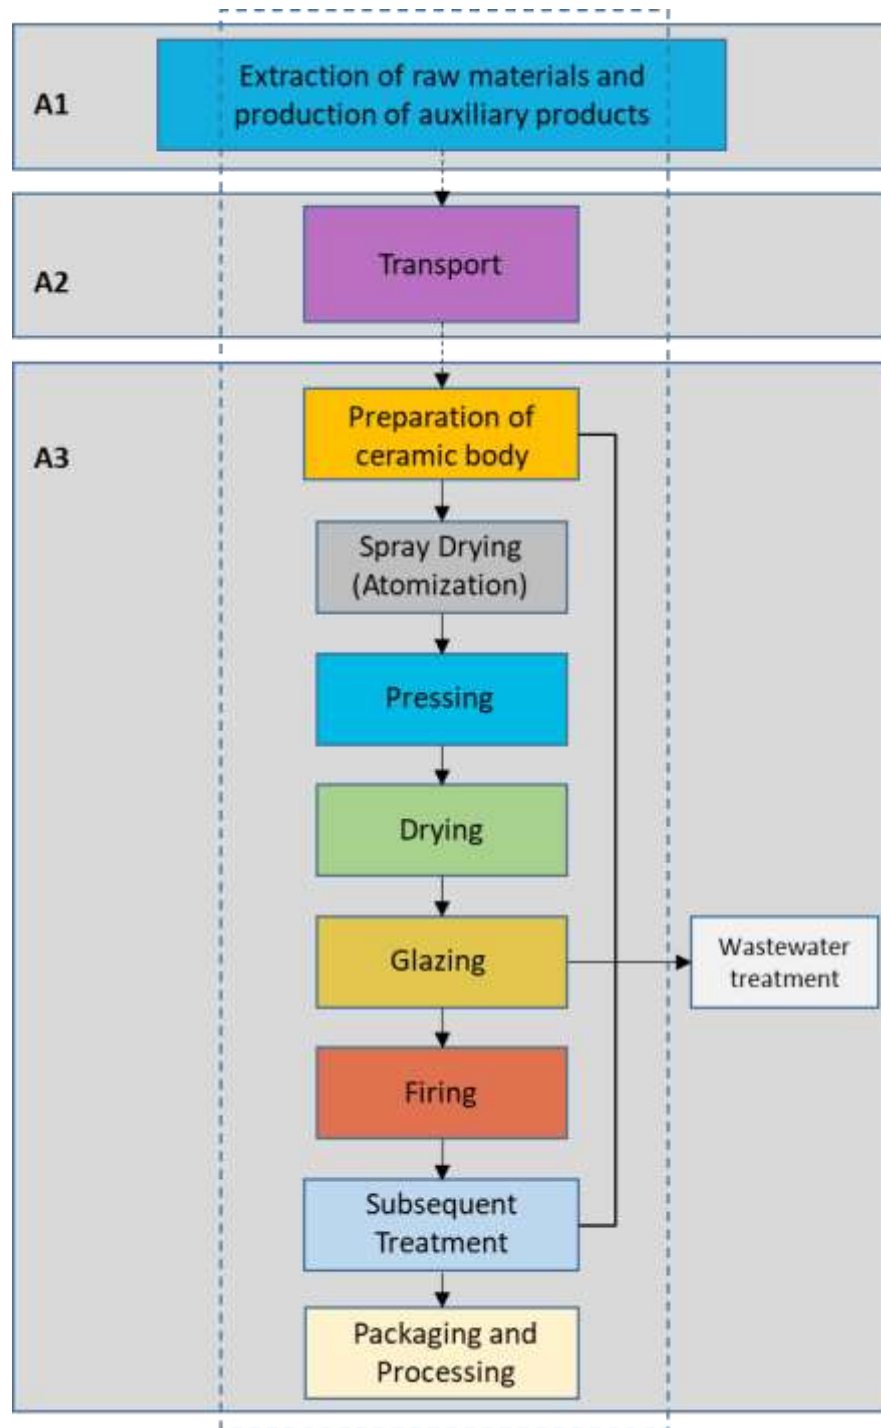 A1
Extraction of raw materials and
production of auxiliary products
A2
Transport
A3
Preparation of
ceramic body
Spray Drying
(Atomization)
Pressing
Drying
Glazing
Wastewater
treatment
Firing
Subsequent
Treatment
Packaging and
Processing